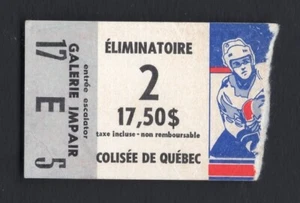 17 E 5
GALERIE IMPAIR
entrée escalator
ÉLIMINATOIRE
2
17,50$
taxe incluse - non remboursable
COLISÉE DE QUÉBEC